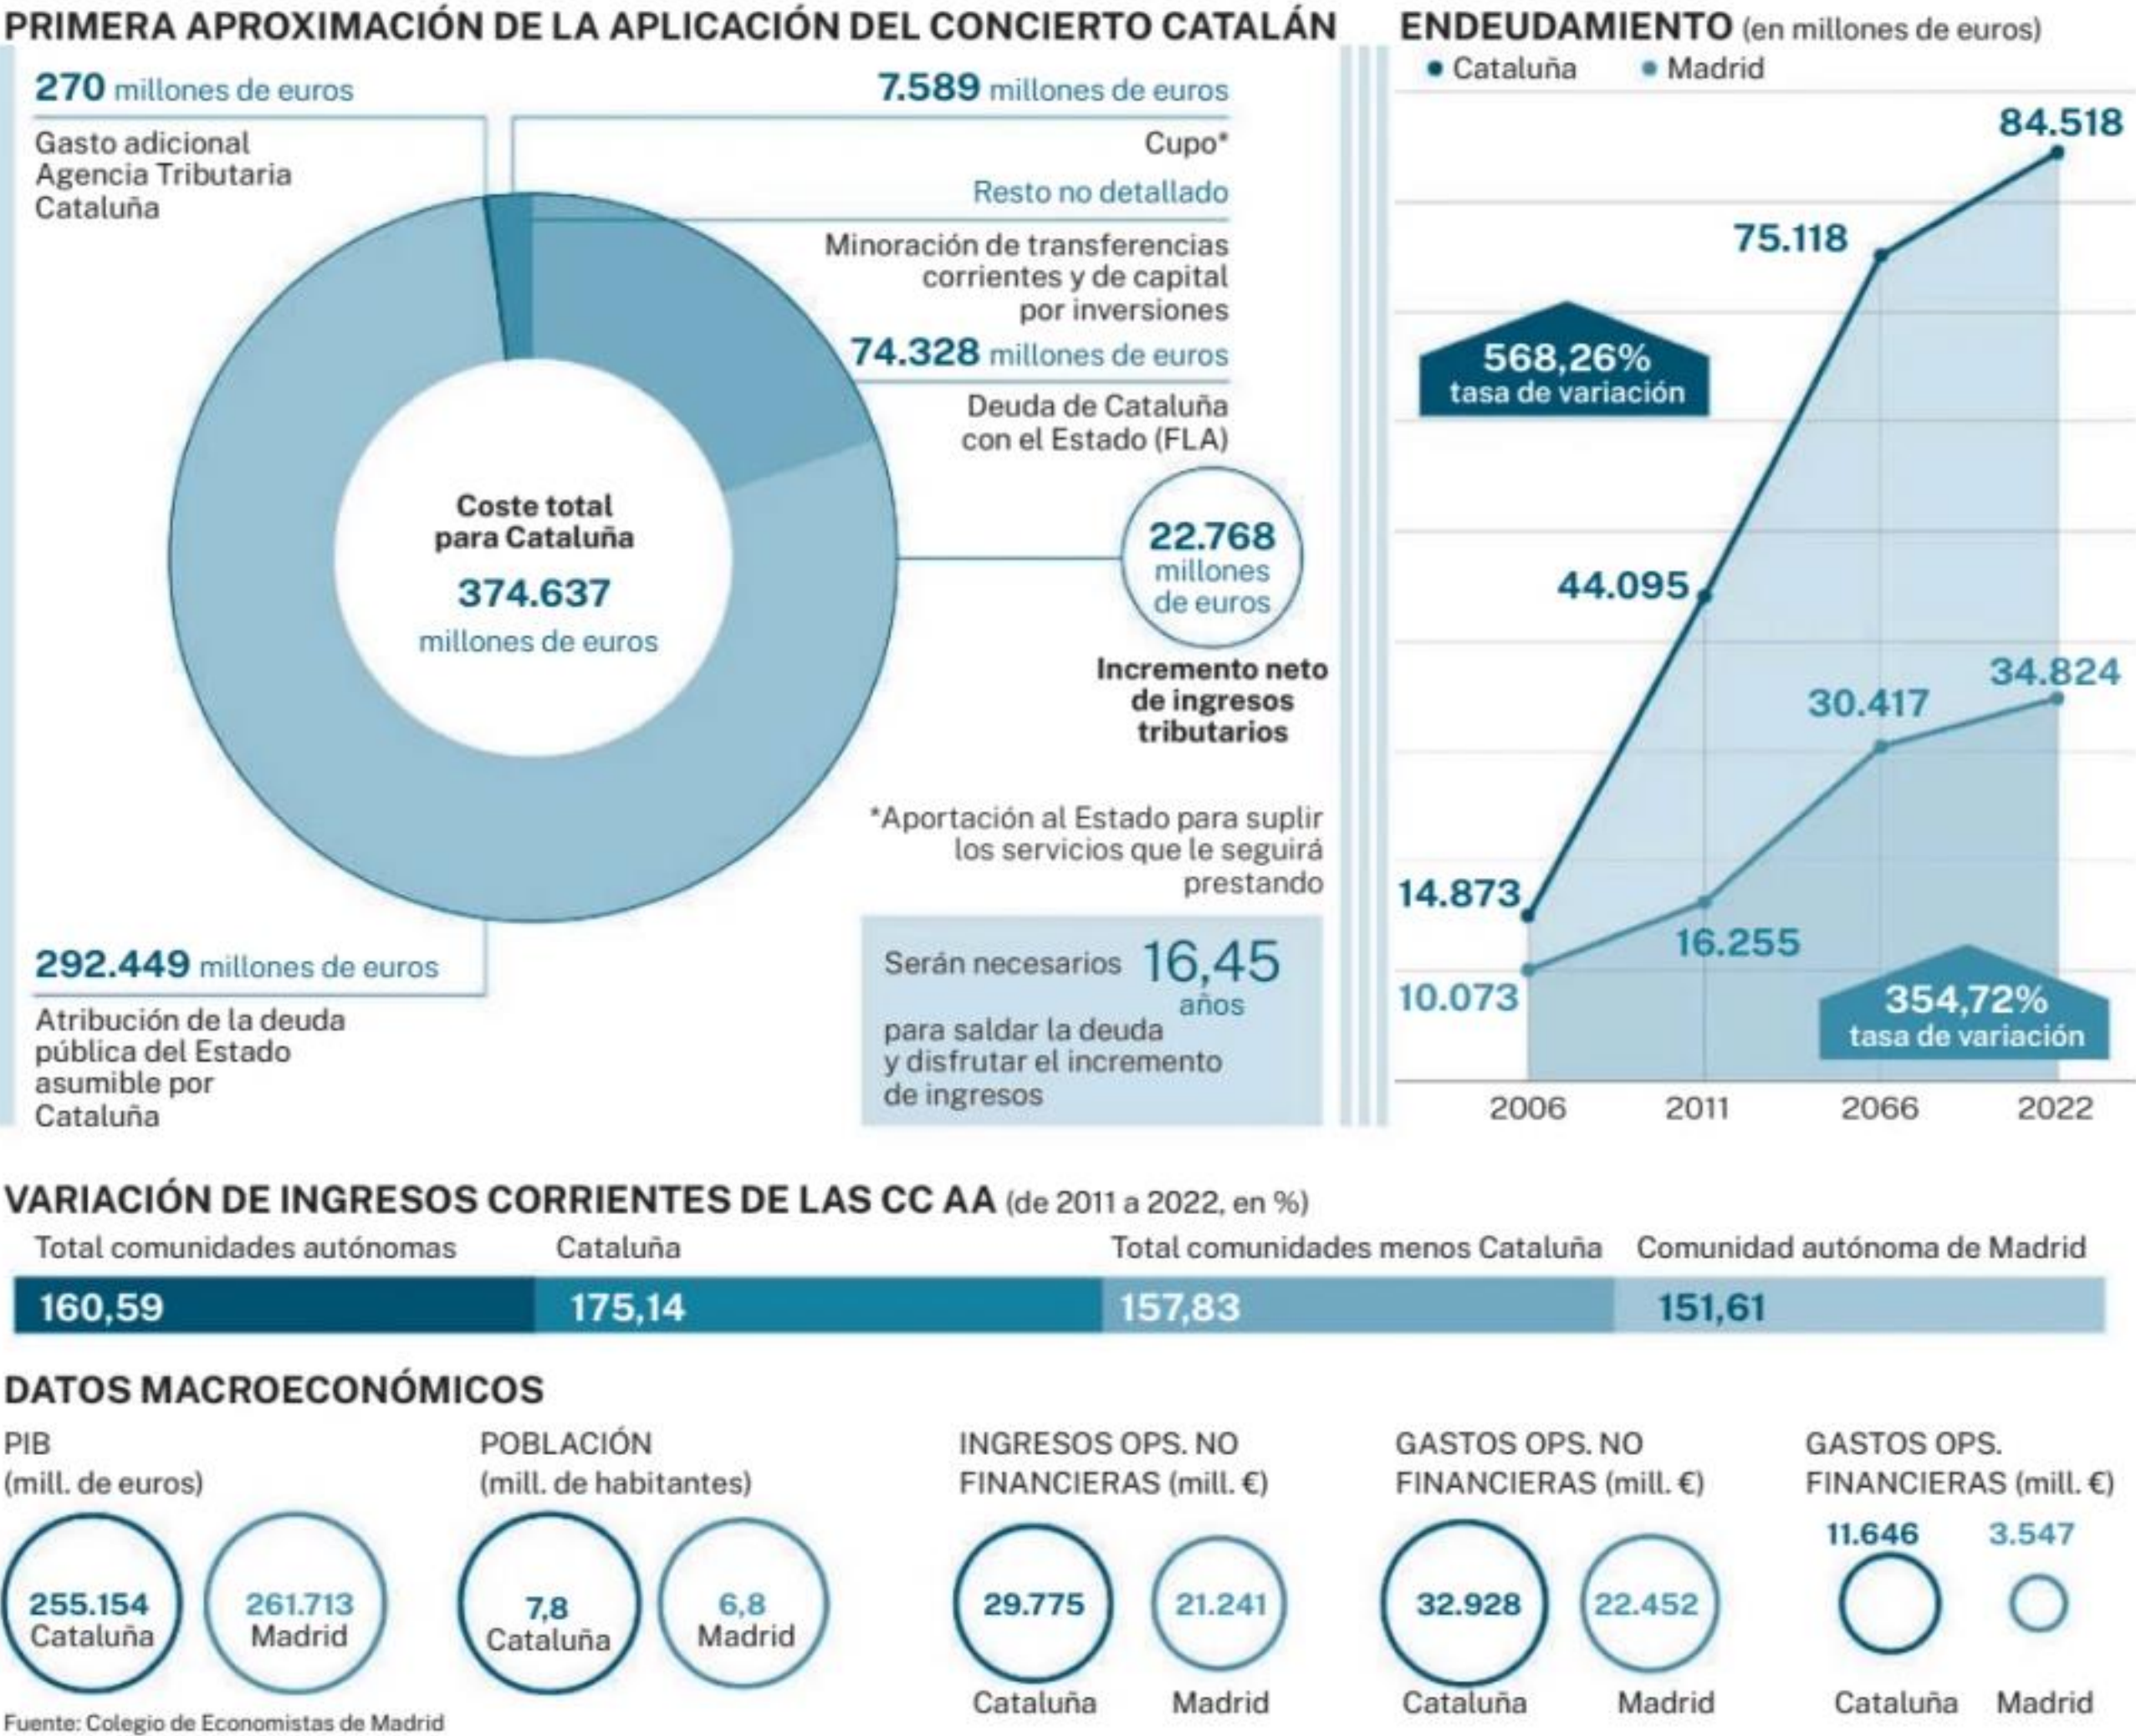 PRIMERA APROXIMACIÓN DE LA APLICACIÓN DEL CONCIERTO CATALÁN
270 millones de euros
Gasto adicional
Agencia Tributaria
Cataluña
7.589 millones de euros
Cupo*
Resto no detallado
Minoración de transferencias
corrientes y de capital
por inversiones
74.328 millones de euros
Deuda de Cataluña
con el Estado (FLA)
Coste total
para Cataluña
374.637
millones de euros
22.768
millones
de euros
Incremento neto
de ingresos
tributarios
*Aportación al Estado para suplir
los servicios que le seguirá
prestando
292.449 millones de euros
Atribución de la deuda
pública del Estado
asumible por
Cataluña
Serán necesarios 16,45
años
para saldar la deuda
y disfrutar el incremento
de ingresos
ENDEUDAMIENTO (en millones de euros)
Cataluña Madrid
84.518
75.118
568,26%
tasa de variación
44.095
34.824
30.417
14.873
16.255
10.073
354,72%
tasa de variación
2006 2011 2066 2022
VARIACIÓN DE INGRESOS CORRIENTES DE LAS CC AA (de 2011 a 2022, en %)
Total comunidades autónomas Cataluña Total comunidades menos Cataluña Comunidad autónoma de Madrid
160,59 175,14 157,83 151,61
DATOS MACROECONÓMICOS
PIB
(mill. de euros)
255.154
Cataluña
261.713
Madrid
POBLACIÓN
(mill. de habitantes)
7,8
Cataluña
6,8
Madrid
INGRESOS OPS. NO
FINANCIERAS (mill. €)
29.775 21.241
Cataluña Madrid
GASTOS OPS. NO
FINANCIERAS (mill. €)
32.928 22.452
Cataluña Madrid
GASTOS OPS.
FINANCIERAS (mill. €)
11.646 3.547
Cataluña Madrid
Fuente: Colegio de Economistas de Madrid